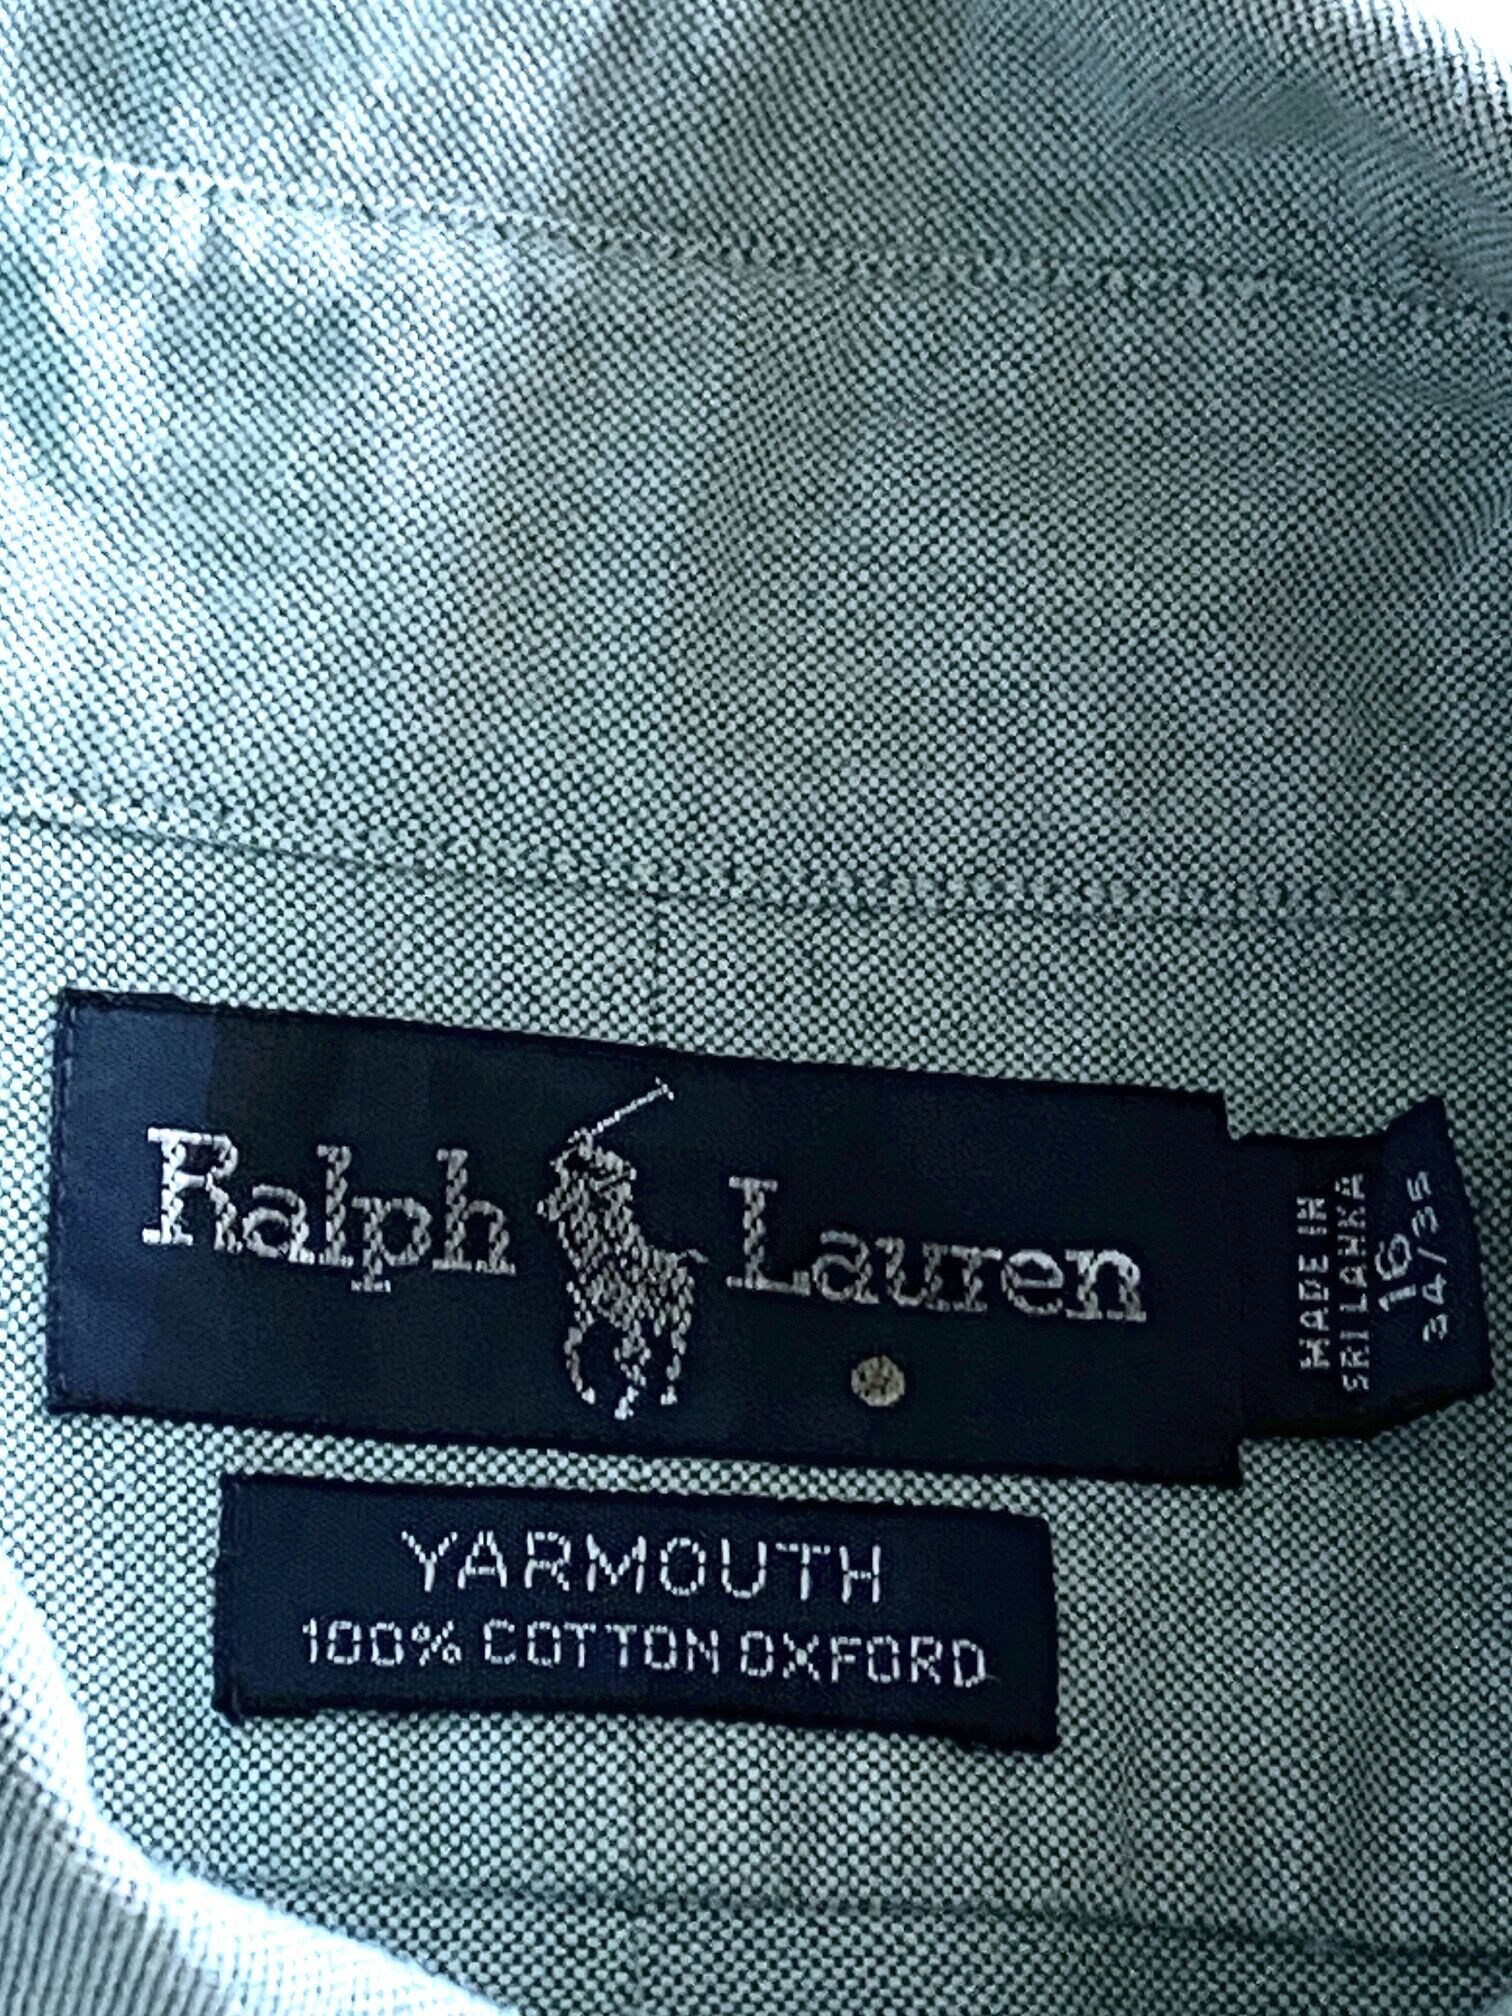 Ralph Lauren
MADE IN
SRI LANKA
16
34/35
YARMOUTH
100% COTTON OXFORD